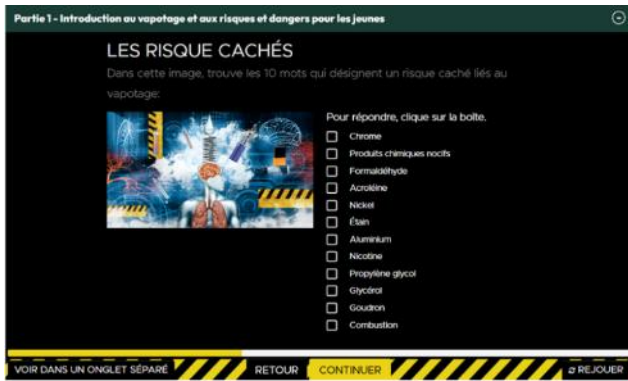 Partie 1 - Introduction au vapotage et aux risques et dangers pour les jeunes
LES RISQUE CACHÉS
Dans cette image, trouve les 10 mots qui désignent un risque caché liés au
vapotage:
Pour répondre, clique sur la boîte.
Chrome
Produits chimiques nocifs
Formaldéhyde
Acroléine
Nickel
Étain
Aluminium
Nicotine
Propylène glycol
Glycérol
Goudron
Combustion
VOIR DANS UN ONGLET SÉPARÉ
RETOUR
CONTINUER
REJOUER